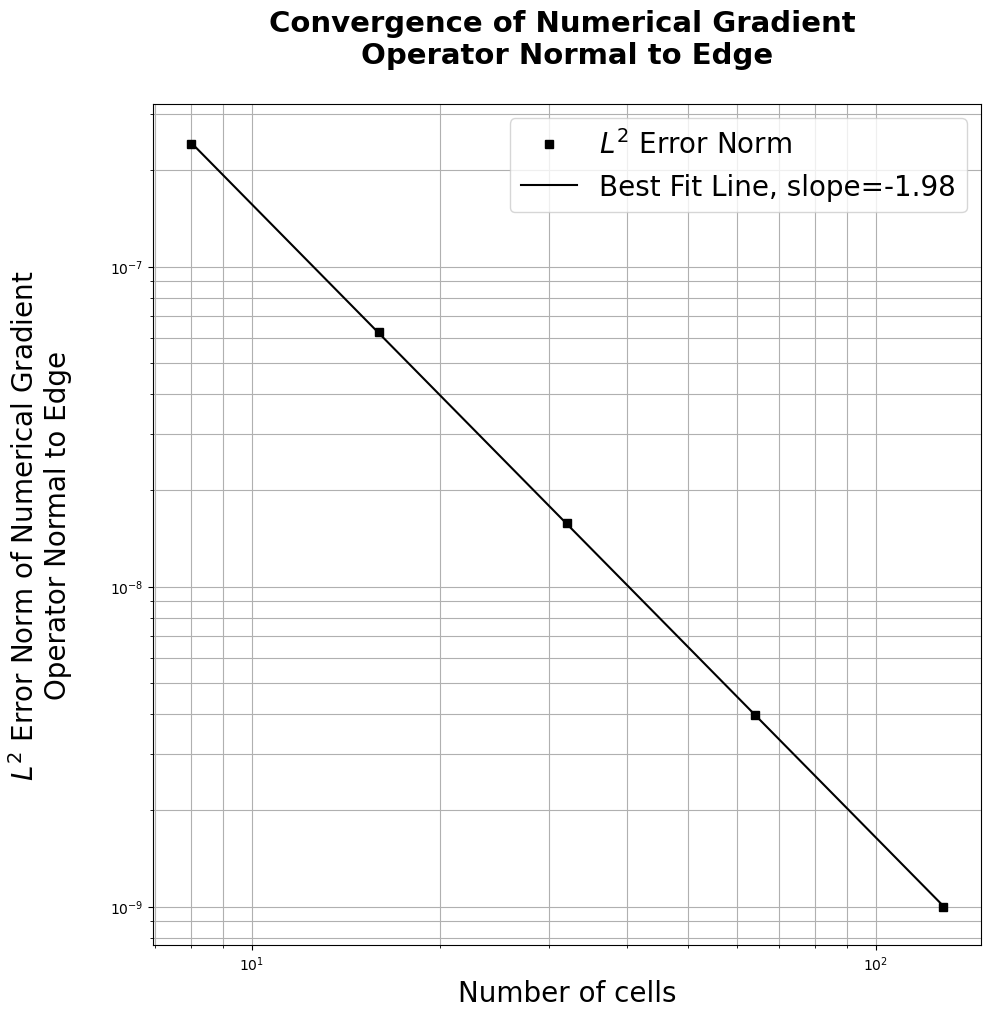 Convergence of Numerical Gradient
Operator Normal to Edge
L² Error Norm
Best Fit Line, slope=-1.98
L² Error Norm of Numerical Gradient
Operator Normal to Edge
10⁻⁷
10⁻⁸
10⁻⁹
10¹
10²
Number of cells